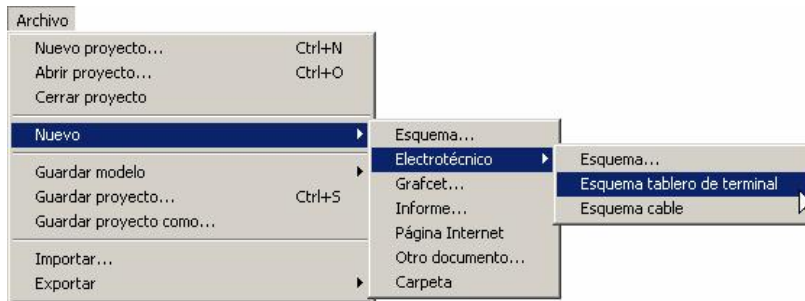 Archivo
Nuevo proyecto... Ctrl+N
Abrir proyecto... Ctrl+O
Cerrar proyecto
Nuevo
Guardar modelo
Guardar proyecto... Ctrl+S
Guardar proyecto como...
Importar...
Exportar
Esquema...
Electrotécnico
Grafcet...
Informe...
Página Internet
Otro documento...
Carpeta
Esquema...
Esquema tablero de terminal
Esquema cable